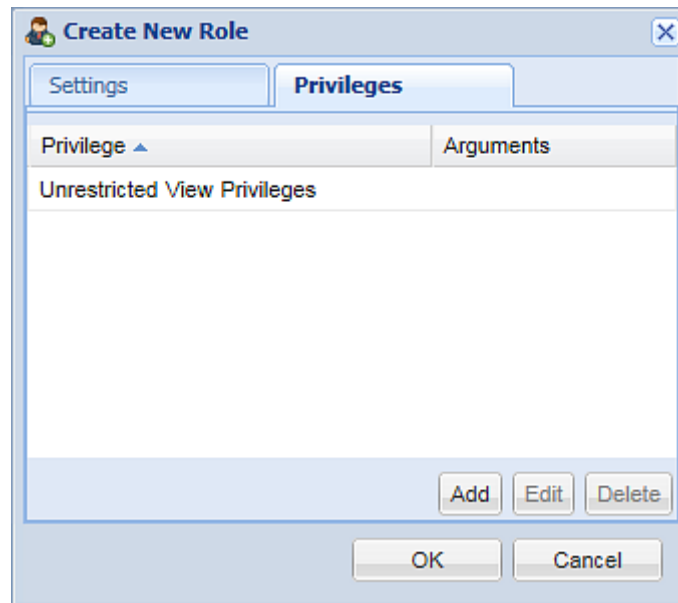 Create New Role
Settings Privileges
Privilege Arguments
Unrestricted View Privileges
Add Edit Delete
OK Cancel